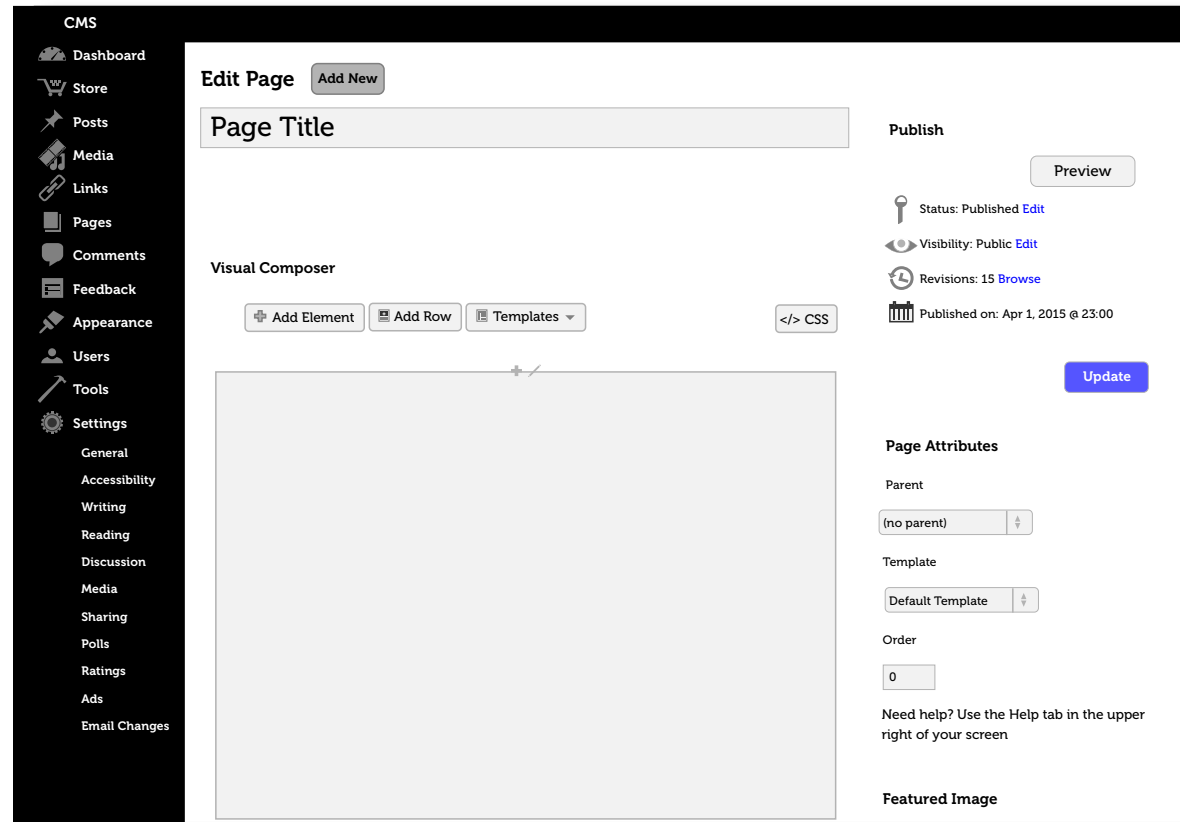 CMS
Dashboard
Store
Posts
Media
Links
Pages
Comments
Feedback
Appearance
Users
Tools
Settings
General
Accessibility
Writing
Reading
Discussion
Media
Sharing
Polls
Ratings
Ads
Email Changes
Edit Page
Add New
Page Title
Visual Composer
Add Element
Add Row
Templates
</> CSS
Publish
Preview
Status: Published Edit
Visibility: Public Edit
Revisions: 15 Browse
Published on: Apr 1, 2015 @ 23:00
Update
Page Attributes
Parent
(no parent)
Template
Default Template
Order
0
Need help? Use the Help tab in the upper
right of your screen
Featured Image